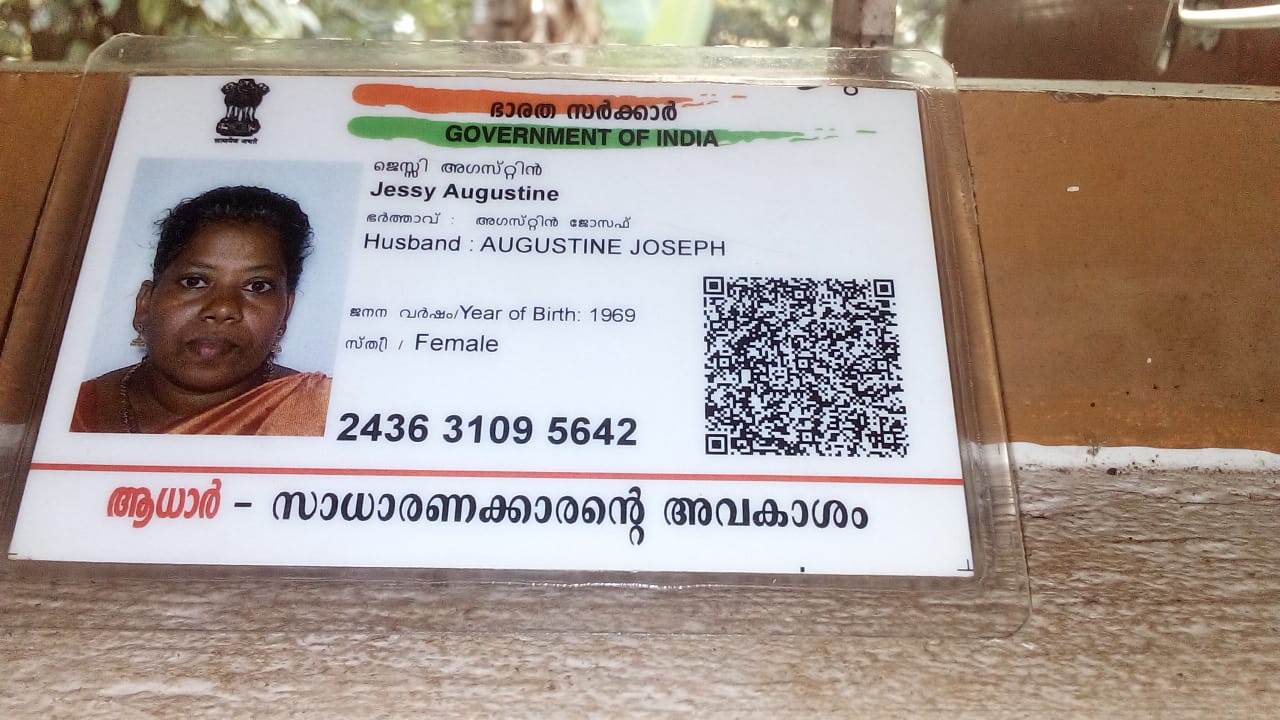 ഭാരത സർക്കാർ
GOVERNMENT OF INDIA
ജെസ്സി അഗസ്റ്റിൻ
Jessy Augustine
ഭർത്താവ് : അഗസ്റ്റിൻ ജോസഫ്
Husband : AUGUSTINE JOSEPH
ജനന വർഷം/Year of Birth: 1969
സ്ത്രീ / Female
2436 3109 5642
ആധാർ - സാധാരണക്കാരന്റെ അവകാശം